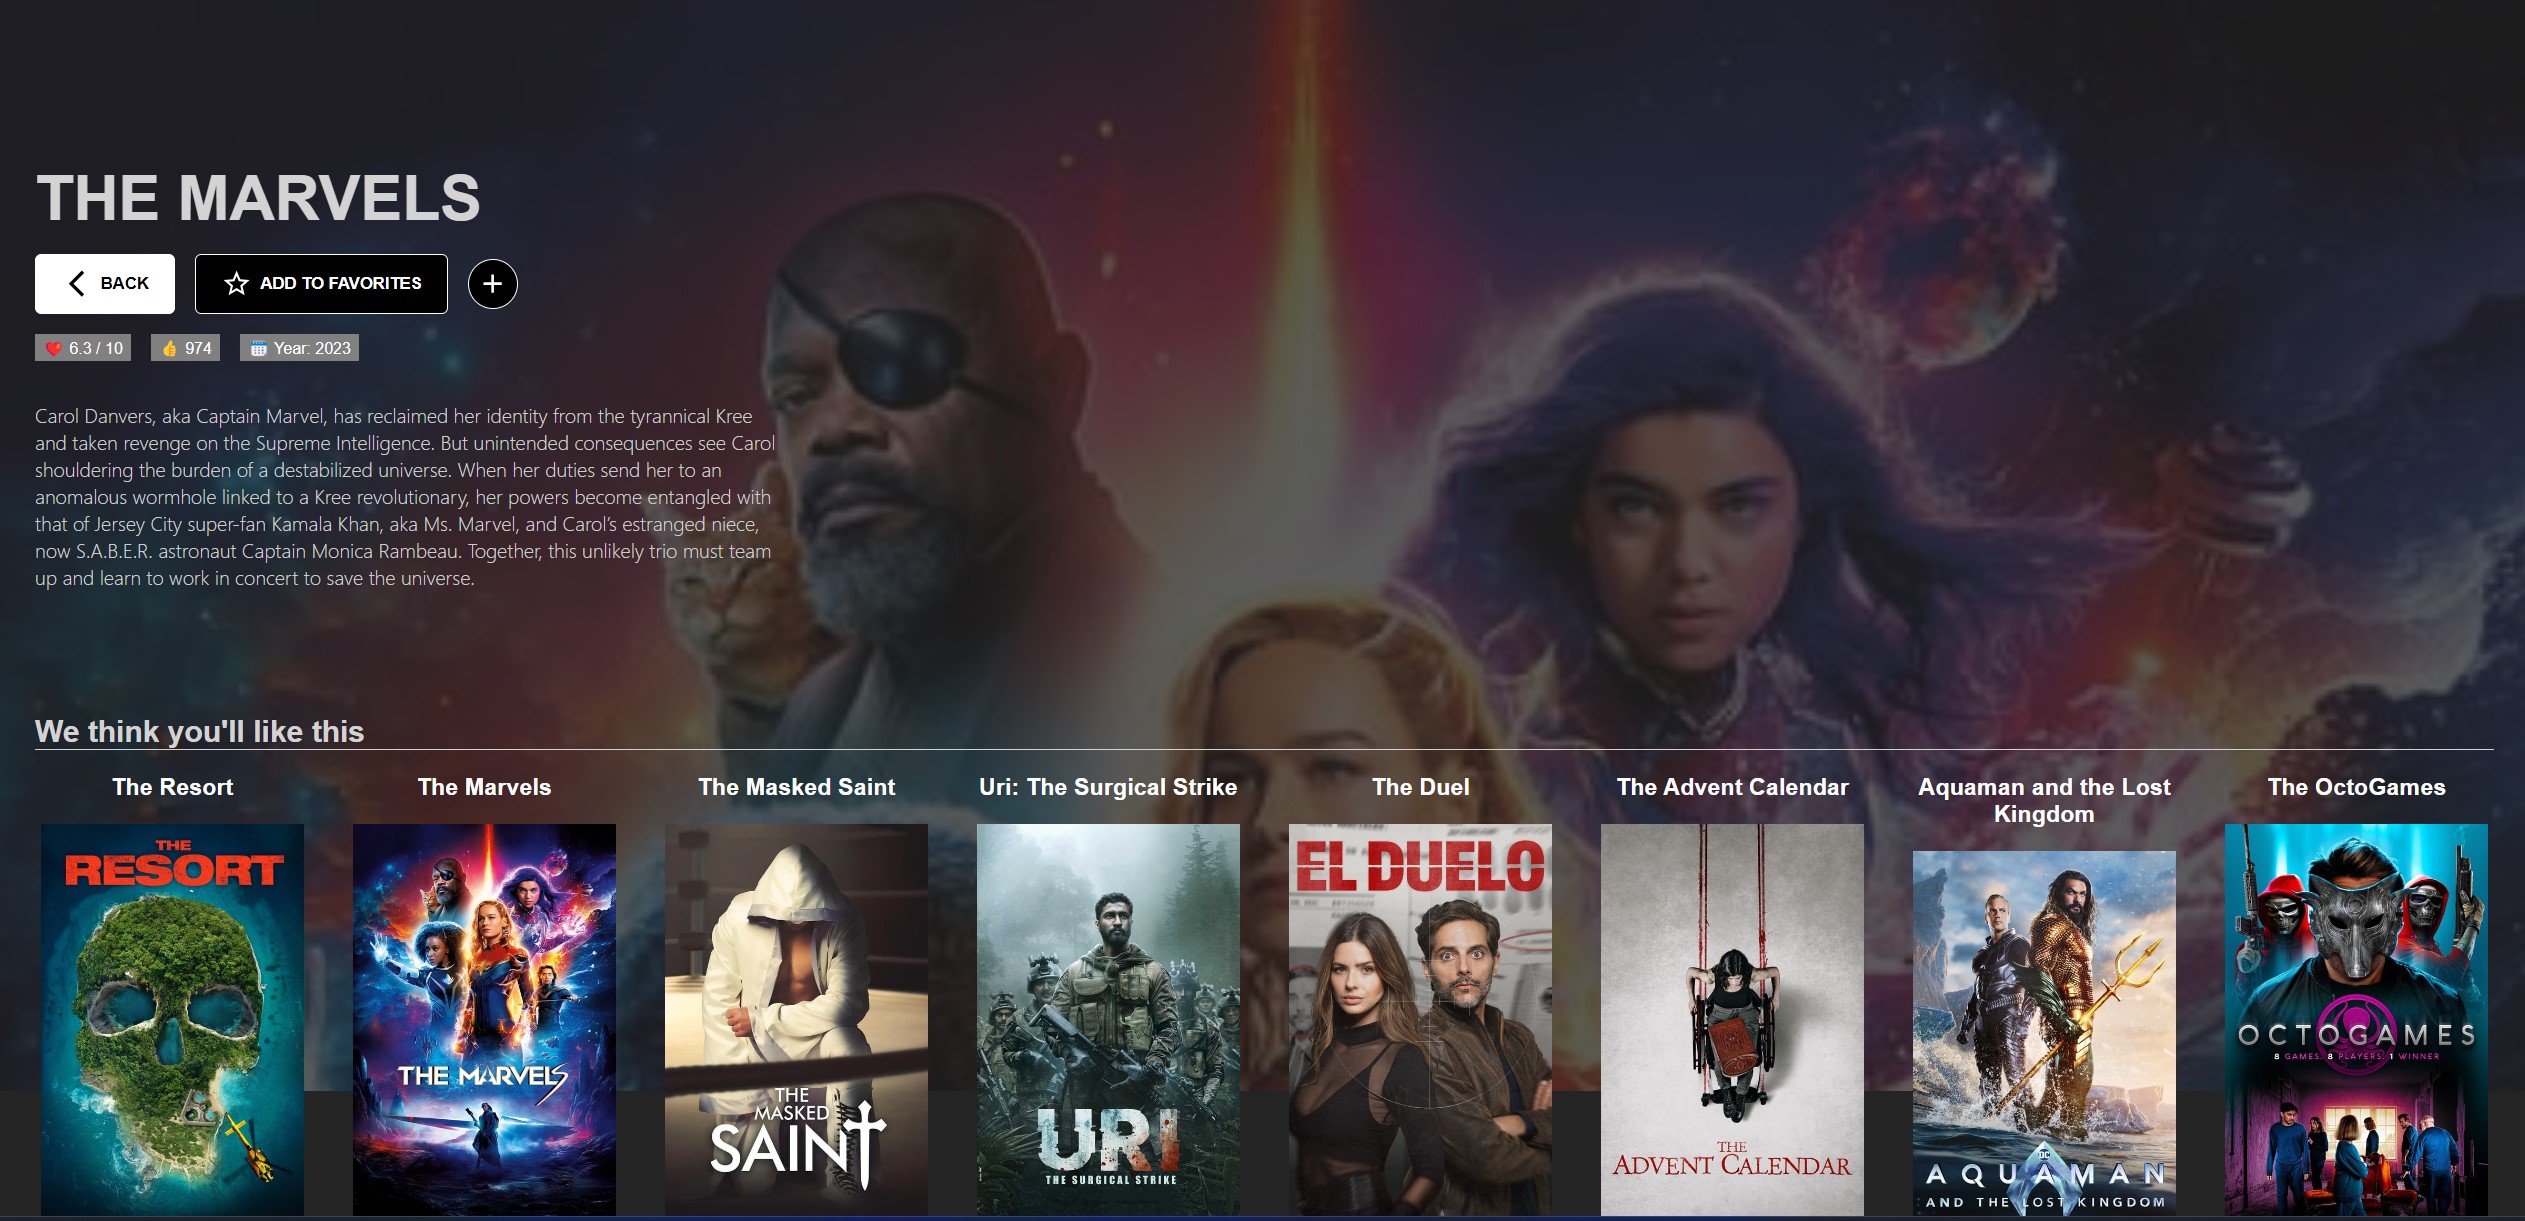 THE MARVELS
BACK
ADD TO FAVORITES
6.3 / 10
974
Year: 2023
Carol Danvers, aka Captain Marvel, has reclaimed her identity from the tyrannical Kree
and taken revenge on the Supreme Intelligence. But unintended consequences see Carol
shouldering the burden of a destabilized universe. When her duties send her to an
anomalous wormhole linked to a Kree revolutionary, her powers become entangled with
that of Jersey City super-fan Kamala Khan, aka Ms. Marvel, and Carol’s estranged niece,
now S.A.B.E.R. astronaut Captain Monica Rambeau. Together, this unlikely trio must team
up and learn to work in concert to save the universe.
We think you'll like this
The Resort
The Marvels
The Masked Saint
Uri: The Surgical Strike
The Duel
The Advent Calendar
Aquaman and the Lost
Kingdom
The OctoGames
THE
RESORT
THE MARVELS
THE
MASKED
SAINT
URI
THE SURGICAL STRIKE
EL DUELO
THE
ADVENT CALENDAR
DC
AQUAMAN
AND THE LOST KINGDOM
OCTOGAMES
8 GAMES. 8 PLAYERS. 1 WINNER